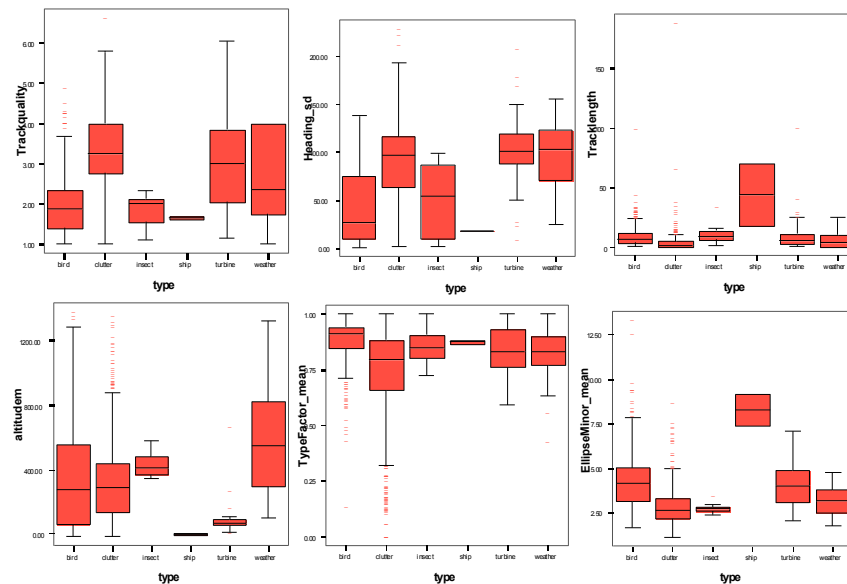 Trackquality
6.00
5.00
4.00
3.00
2.00
1.00
bird clutter insect ship turbine weather
type
Heading_sd
200.00
150.00
100.00
50.00
0.00
bird clutter insect ship turbine weather
type
Tracklength
150
100
50
0
bird clutter insect ship turbine weather
type
altitudem
1200.00
800.00
400.00
0.00
bird clutter insect ship turbine weather
type
TypeFactor_mean
1.00
0.75
0.50
0.25
0.00
bird clutter insect ship turbine weather
type
EllipseMinor_mean
12.50
10.00
7.50
5.00
2.50
bird clutter insect ship turbine weather
type